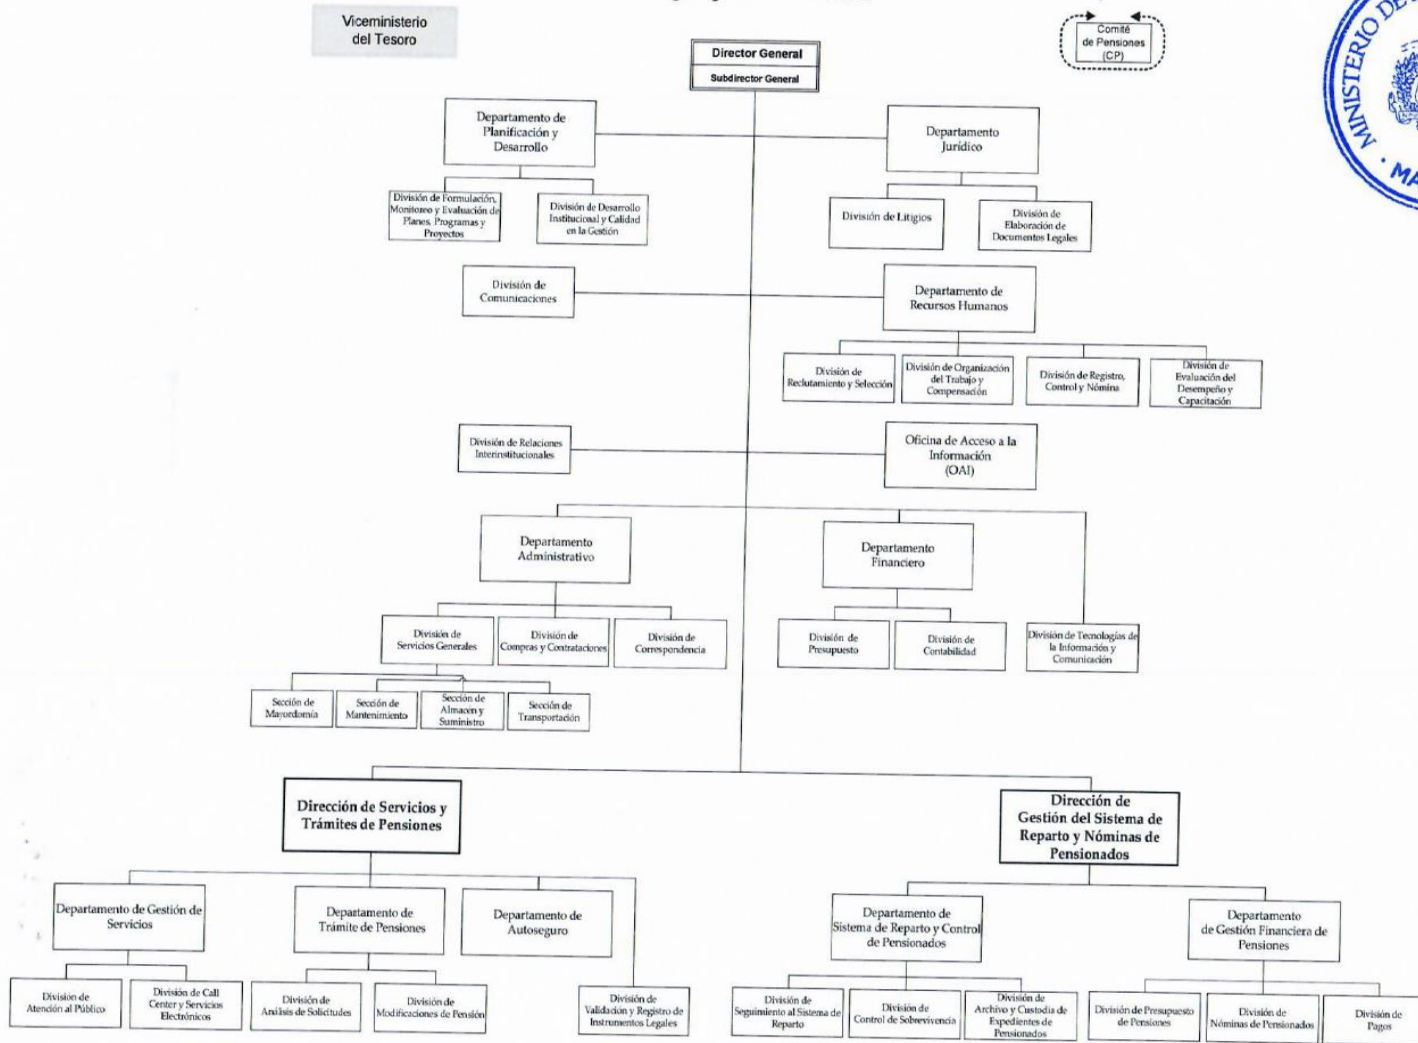 Viceministerio
del Tesoro
Comité
de Pensiones
(CP)
MINISTERIO DE
Director General
Subdirector General
Departamento de
Planificación y
Desarrollo
Departamento
Jurídico
División de Formulación,
Monitoreo y Evaluación de
Planes, Programas y
Proyectos
División de Desarrollo
Institucional y Calidad
en la Gestión
División de Litigios
División de
Elaboración de
Documentos Legales
División de
Comunicaciones
Departamento de
Recursos Humanos
División de
Reclutamiento y Selección
División de Organización
del Trabajo y
Compensación
División de Registro,
Control y Nómina
División de
Evaluación del
Desempeño y
Capacitación
División de Relaciones
Interinstitucionales
Oficina de Acceso a la
Información
(OAI)
Departamento
Administrativo
Departamento
Financiero
División de
Servicios Generales
División de
Compras y Contrataciones
División de
Correspondencia
División de
Presupuesto
División de
Contabilidad
División de Tecnologías de
la Información y
Comunicación
Sección de
Mayordomía
Sección de
Mantenimiento
Sección de
Almacén y
Suministro
Sección de
Transportación
Dirección de Servicios y
Trámites de Pensiones
Dirección de
Gestión del Sistema de
Reparto y Nóminas de
Pensionados
Departamento de Gestión de
Servicios
Departamento de
Trámite de Pensiones
Departamento de
Autoseguro
Departamento de
Sistema de Reparto y Control
de Pensionados
Departamento
de Gestión Financiera de
Pensiones
División de
Atención al Público
División de Call
Center y Servicios
Electrónicos
División de
Análisis de Solicitudes
División de
Modificaciones de Pensión
División de
Validación y Registro de
Instrumentos Legales
División de
Seguimiento al Sistema de
Reparto
División de
Control de Sobrevivencia
División de
Archivo y Custodia de
Expedientes de
Pensionados
División de Presupuesto
de Pensiones
División de
Nóminas de Pensionados
División de
Pagos